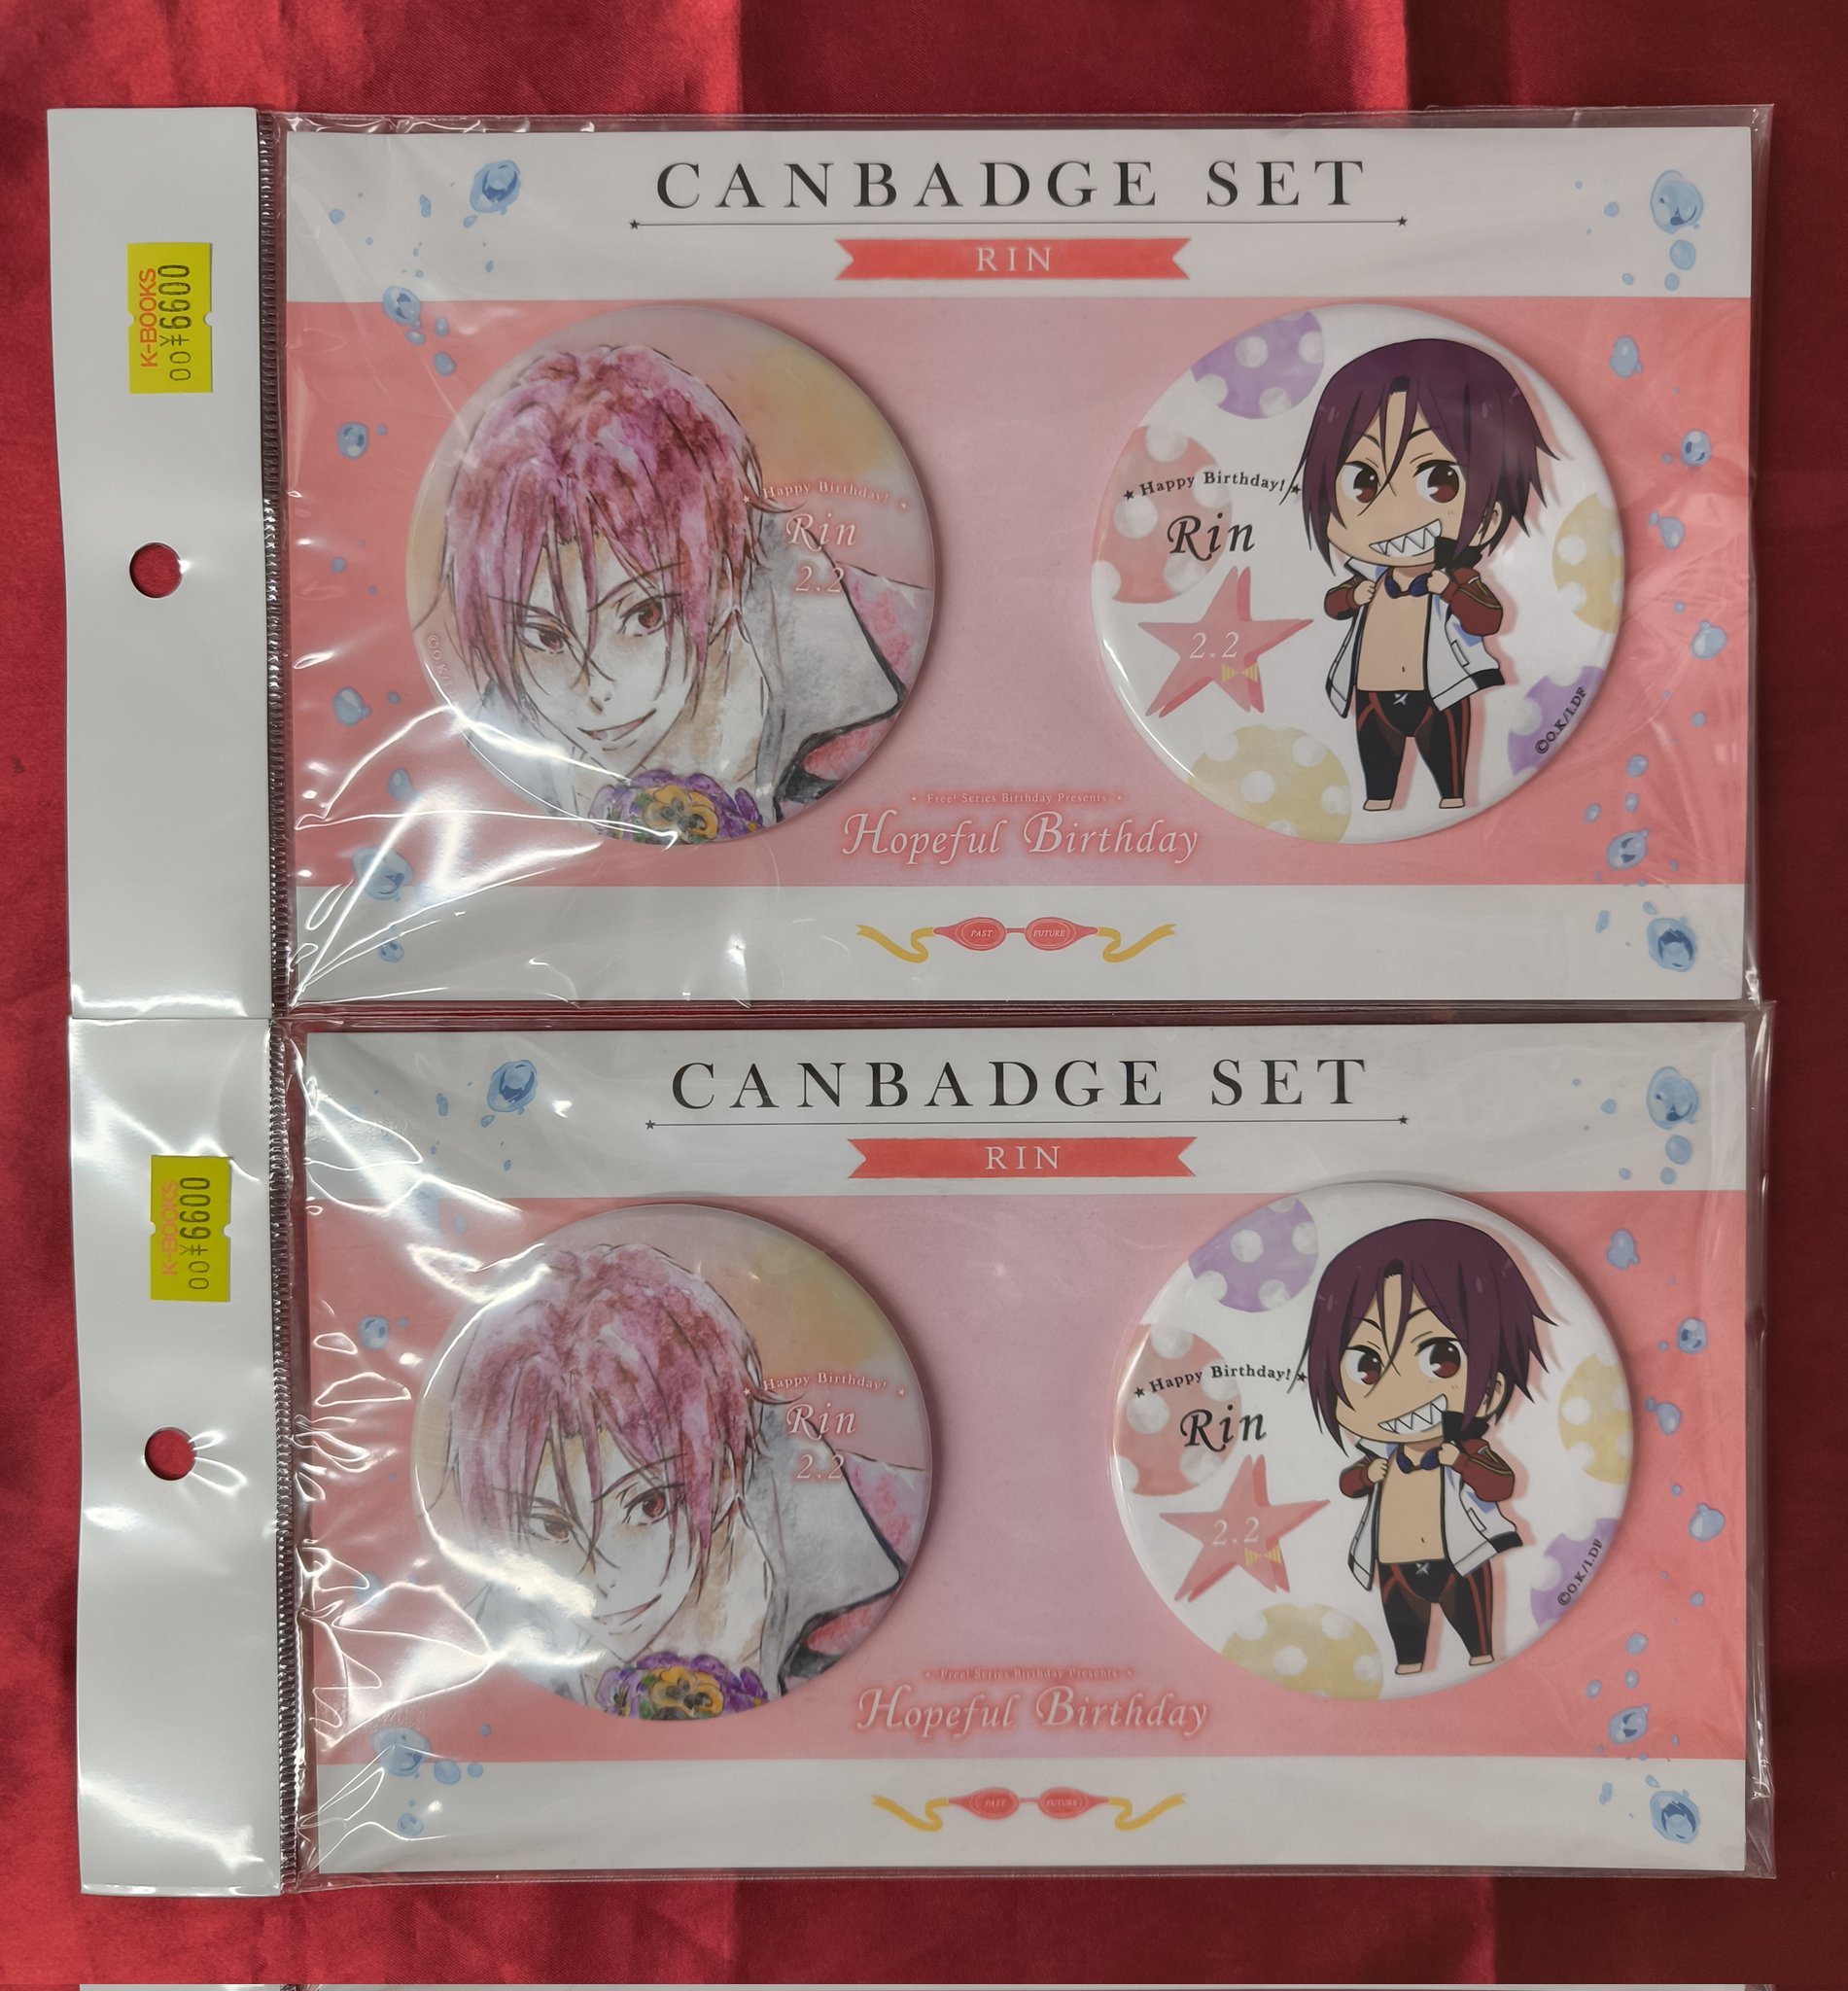 CANBADGE SET
RIN
K-BOOKS
00¥6600
Happy Birthday!
Rin
2.2
©O.K/
Happy Birthday!
Rin
2.2
©O.K/I.DF
Free! Series Birthday Presents
Hopeful Birthday
PAST FUTURE
CANBADGE SET
RIN
K-BOOKS
00¥6600
Happy Birthday!
Rin
2.2
Happy Birthday!
Rin
2.2
©O.K/I.DF
Free! Series Birthday Presents
Hopeful Birthday
PAST FUTURE